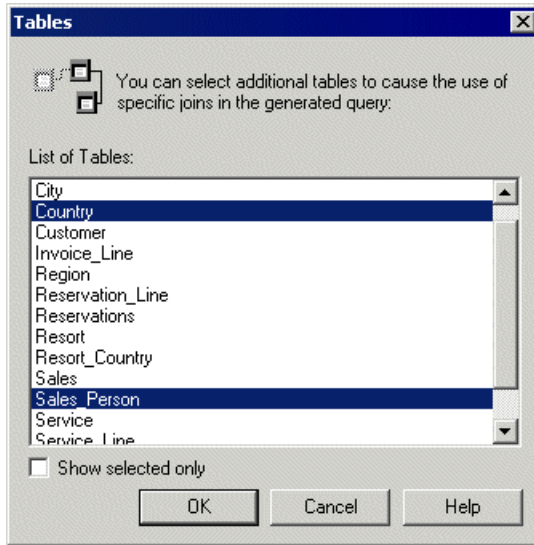 Tables
You can select additional tables to cause the use of
specific joins in the generated query:
List of Tables:
City
Country
Customer
Invoice_Line
Region
Reservation_Line
Reservations
Resort
Resort_Country
Sales
Sales_Person
Service
Service_Line
Show selected only
OK
Cancel
Help